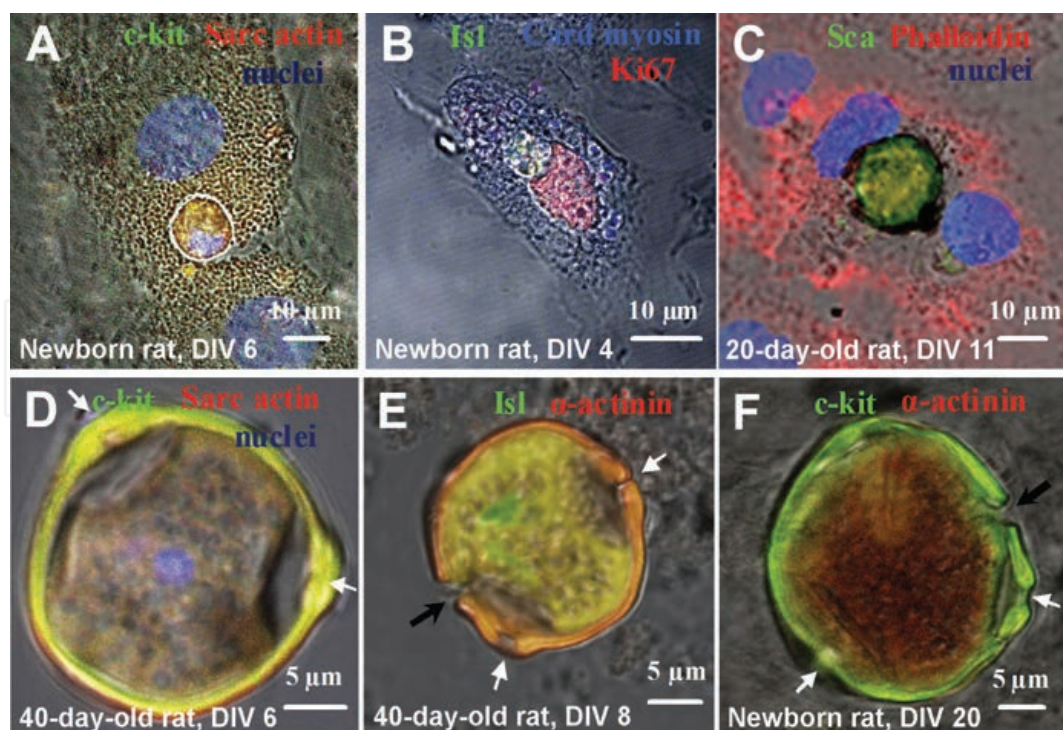 A
c-kit Sarc actin
nuclei
10 μm
Newborn rat, DIV 6
B
Isl Card myosin
Ki67
10 μm
Newborn rat, DIV 4
C
Sca Phalloidin
nuclei
10 μm
20-day-old rat, DIV 11
D
c-kit Sarc actin
nuclei
5 μm
40-day-old rat, DIV 6
E
Isl α-actinin
5 μm
40-day-old rat, DIV 8
F
c-kit α-actinin
5 μm
Newborn rat, DIV 20